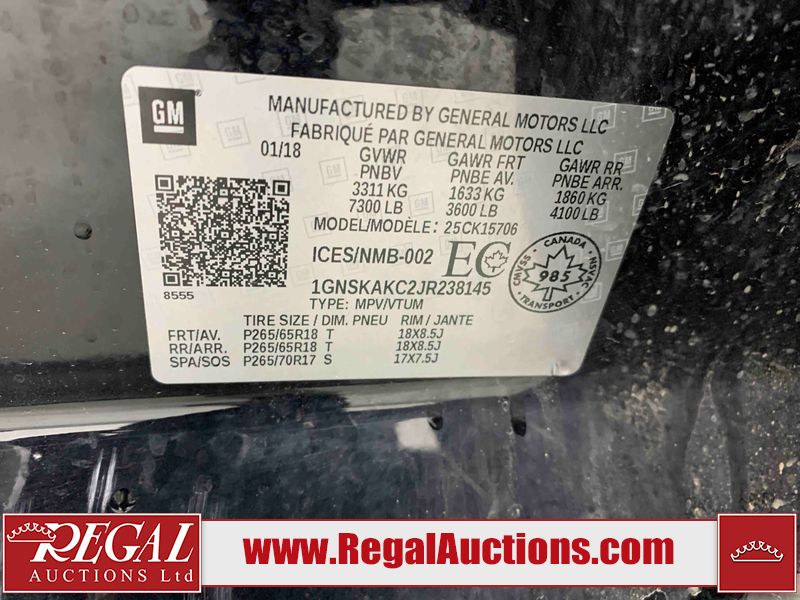 GM
MANUFACTURED BY GENERAL MOTORS LLC
FABRIQUÉ PAR GENERAL MOTORS LLC
01/18 GVWR GAWR FRT GAWR RR
PNBV PNBE AV. PNBE ARR.
3311 KG 1633 KG 1860 KG
7300 LB 3600 LB 4100 LB
MODEL/MODÈLE: 25CK15706
ICES/NMB-002 EC
CANADA
CMVSS 985 NSVAC
TRANSPORT
8555
1GNSKAKC2JR238145
TYPE: MPV/VTUM
TIRE SIZE / DIM. PNEU RIM / JANTE
FRT/AV. P265/65R18 T 18X8.5J
RR/ARR. P265/65R18 T 18X8.5J
SPA/SOS P265/70R17 S 17X7.5J
REGAL
AUCTIONS Ltd
www.RegalAuctions.com